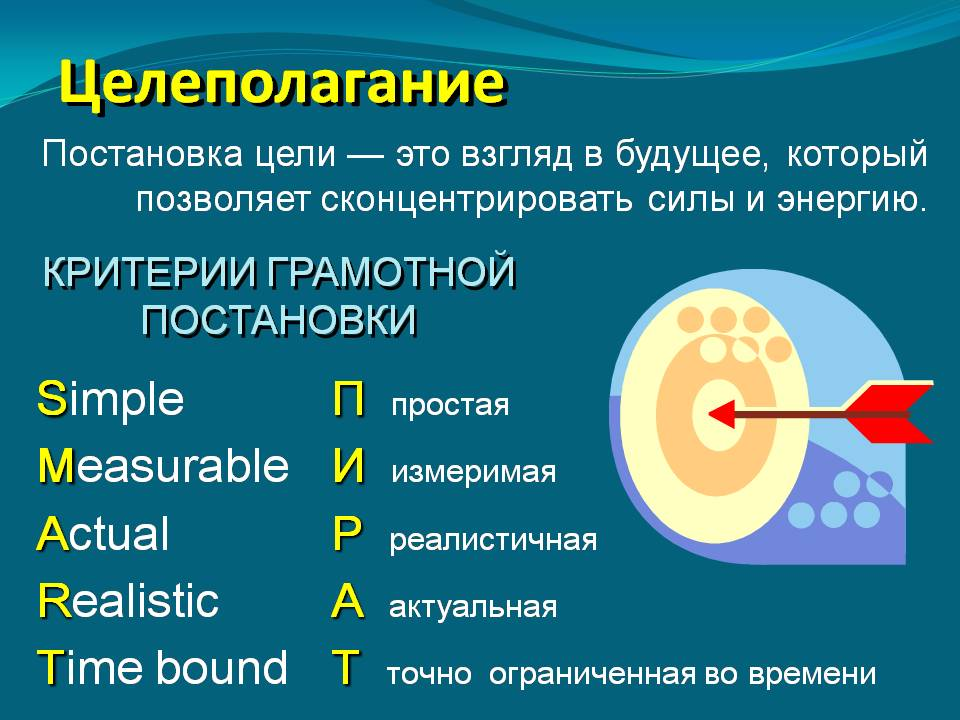 Целеполагание
Постановка цели — это взгляд в будущее, который
позволяет сконцентрировать силы и энергию.
КРИТЕРИИ ГРАМОТНОЙ
ПОСТАНОВКИ
Simple П простая
Measurable И измеримая
Actual Р реалистичная
Realistic А актуальная
Time bound Т точно ограниченная во времени